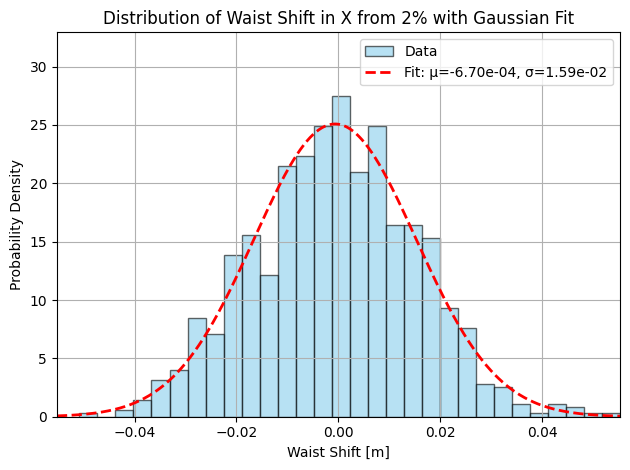 Distribution of Waist Shift in X from 2% with Gaussian Fit
Data
Fit: μ=-6.70e-04, σ=1.59e-02
Probability Density
30
25
20
15
10
5
0
−0.04
−0.02
0.00
0.02
0.04
Waist Shift [m]